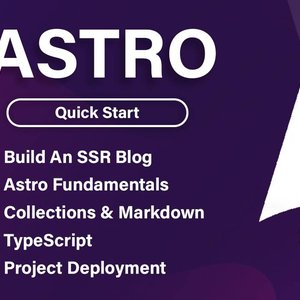 ASTRO
Quick Start
Build An SSR Blog
Astro Fundamentals
Collections & Markdown
TypeScript
Project Deployment